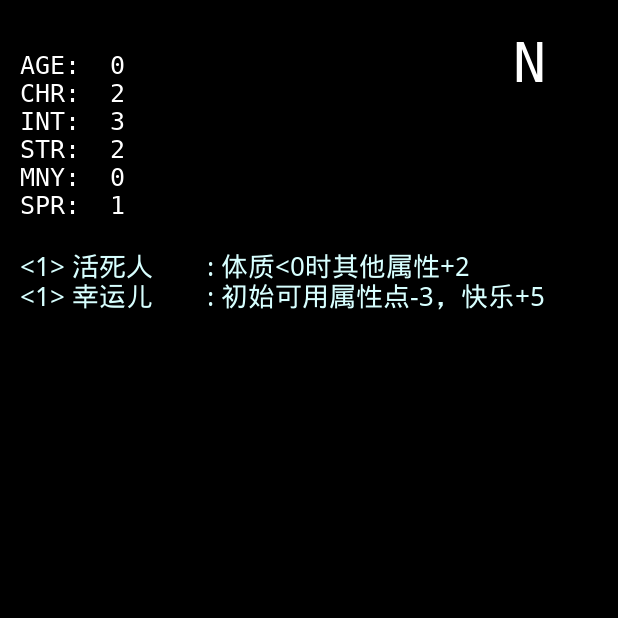 N
AGE: 0
CHR: 2
INT: 3
STR: 2
MNY: 0
SPR: 1
<1> 活死人 : 体质<0时其他属性+2
<1> 幸运儿 : 初始可用属性点-3，快乐+5